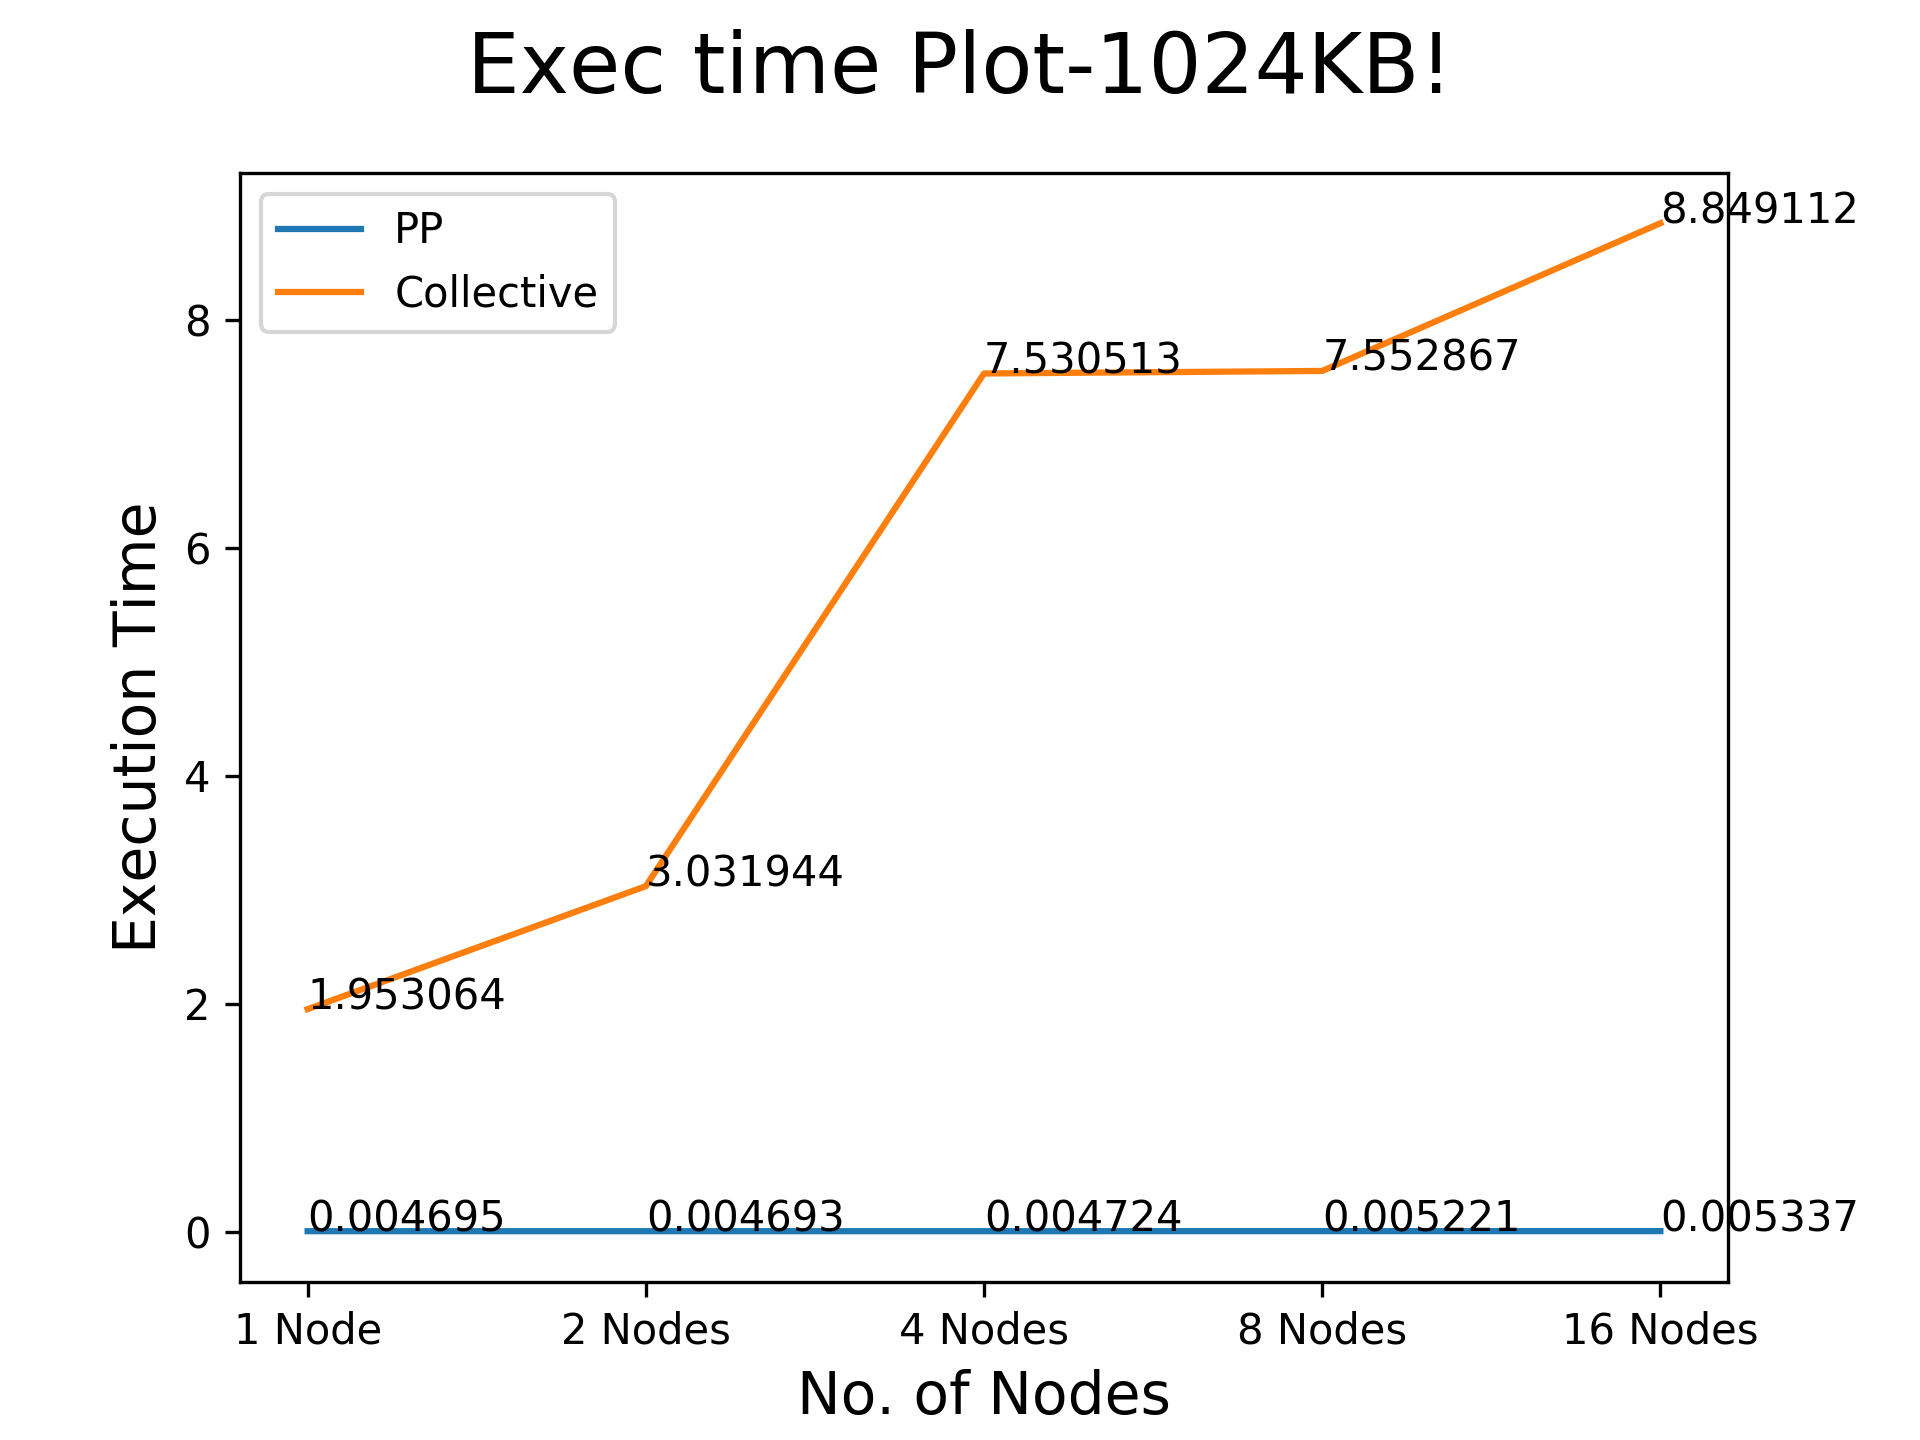 Exec time Plot-1024KB!
PP
Collective
8.849112
8
7.530513
7.552867
6
Execution Time
4
3.031944
2
1.953064
0
0.004695
0.004693
0.004724
0.005221
0.005337
1 Node
2 Nodes
4 Nodes
8 Nodes
16 Nodes
No. of Nodes